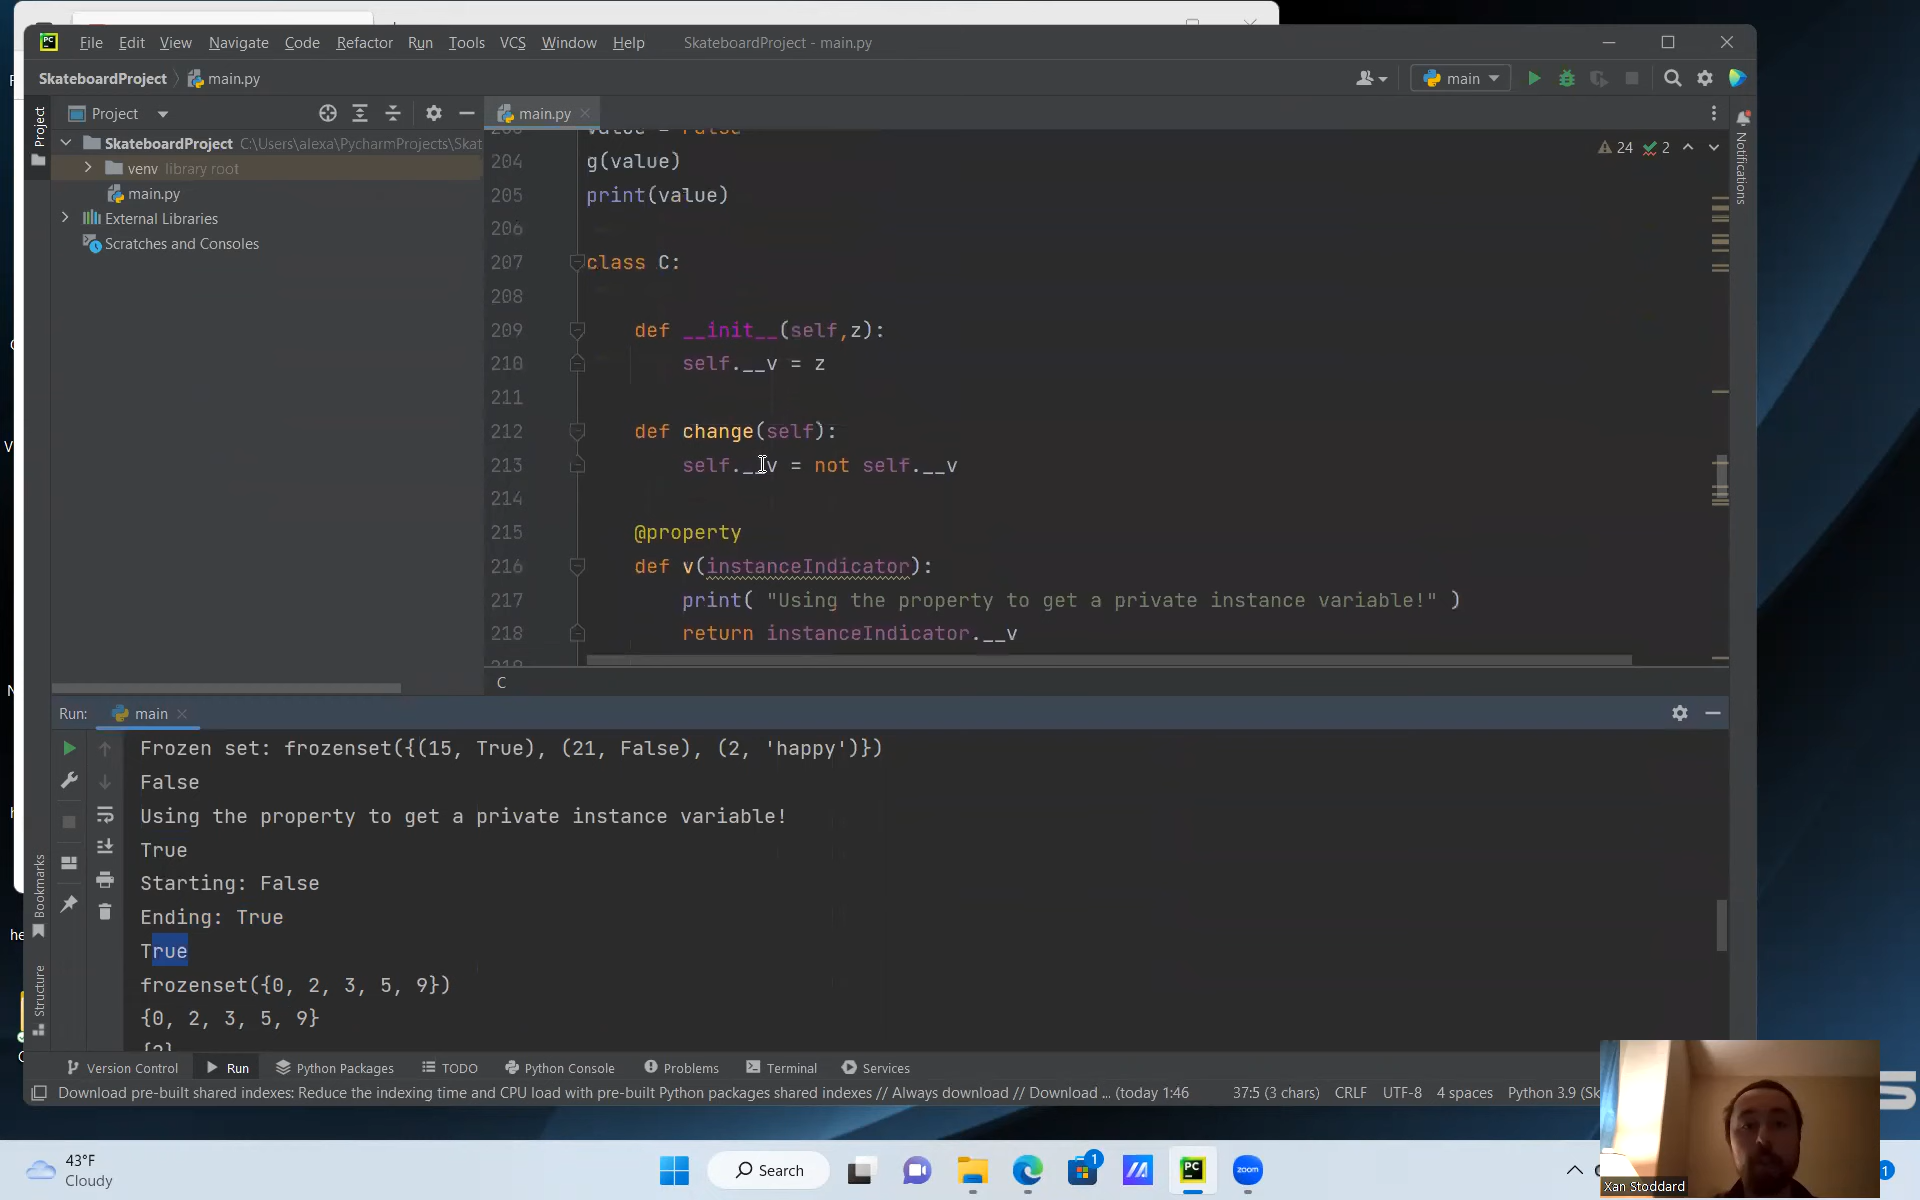 File Edit View Navigate Code Refactor Run Tools VCS Window Help SkateboardProject - main.py
SkateboardProject main.py
main
Project
main.py
SkateboardProject C:\Users\alexa\PycharmProjects\Skat
venv library root
main.py
External Libraries
Scratches and Consoles
Project
Notifications
24 2
204 g(value)
205 print(value)
206
207 class C:
208
209 def __init__(self,z):
210 self.__v = z
211
212 def change(self):
213 self.__v = not self.__v
214
215 @property
216 def v(instanceIndicator):
217 print( "Using the property to get a private instance variable!" )
218 return instanceIndicator.__v
C
Run: main
Frozen set: frozenset({(15, True), (21, False), (2, 'happy')})
False
Using the property to get a private instance variable!
True
Starting: False
Ending: True
True
frozenset({0, 2, 3, 5, 9})
{0, 2, 3, 5, 9}
Bookmarks
Structure
Version Control Run Python Packages TODO Python Console Problems Terminal Services
Download pre-built shared indexes: Reduce the indexing time and CPU load with pre-built Python packages shared indexes // Always download // Download ... (today 1:46 37:5 (3 chars) CRLF UTF-8 4 spaces Python 3.9 (Sk
Xan Stoddard
43°F
Cloudy
Search
1
PC
zoom
1